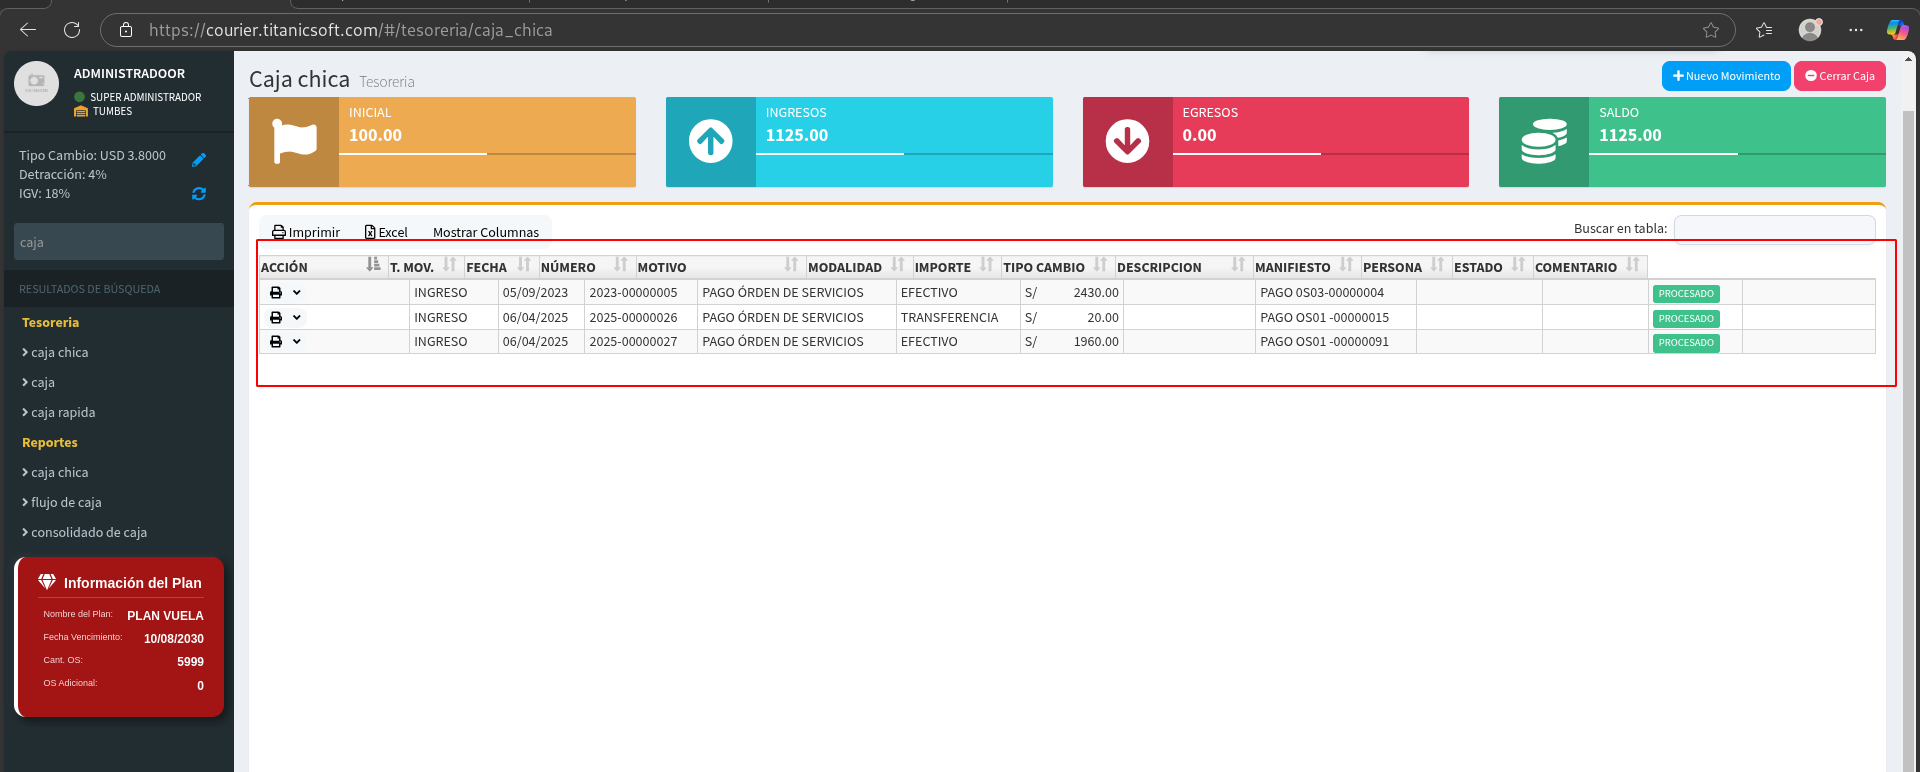 https://courier.titanicsoft.com/#/tesoreria/caja_chica
ADMINISTRADOOR
SUPER ADMINISTRADOR
TUMBES
Tipo Cambio: USD 3.8000
Detracción: 4%
IGV: 18%
caja
RESULTADOS DE BÚSQUEDA
Tesoreria
caja chica
caja
caja rapida
Reportes
caja chica
flujo de caja
consolidado de caja
Información del Plan
Nombre del Plan: PLAN VUELA
Fecha Vencimiento: 10/08/2030
Cant. OS: 5999
OS Adicional: 0
Caja chica Tesoreria
Nuevo Movimiento Cerrar Caja
INICIAL
100.00
INGRESOS
1125.00
EGRESOS
0.00
SALDO
1125.00
Imprimir Excel Mostrar Columnas
Buscar en tabla:
ACCIÓN T. MOV. FECHA NÚMERO MOTIVO MODALIDAD IMPORTE TIPO CAMBIO DESCRIPCION MANIFIESTO PERSONA ESTADO COMENTARIO
INGRESO 05/09/2023 2023-00000005 PAGO ÓRDEN DE SERVICIOS EFECTIVO S/ 2430.00 PAGO 0S03-00000004 PROCESADO
INGRESO 06/04/2025 2025-00000026 PAGO ÓRDEN DE SERVICIOS TRANSFERENCIA S/ 20.00 PAGO OS01 -00000015 PROCESADO
INGRESO 06/04/2025 2025-00000027 PAGO ÓRDEN DE SERVICIOS EFECTIVO S/ 1960.00 PAGO OS01 -00000091 PROCESADO